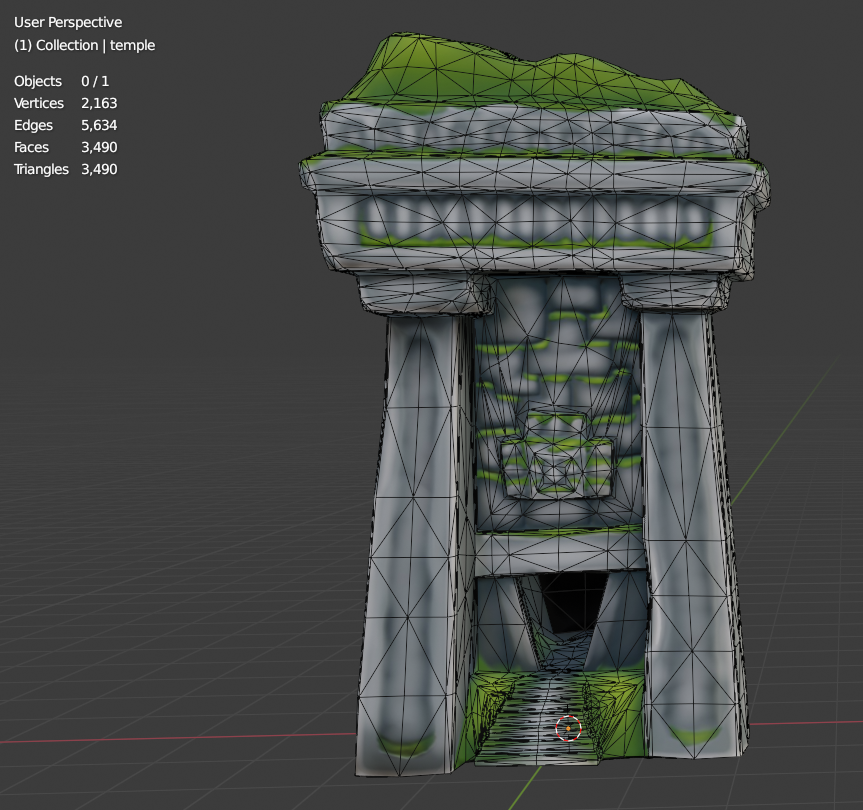 User Perspective
(1) Collection | temple
Objects 0 / 1
Vertices 2,163
Edges 5,634
Faces 3,490
Triangles 3,490